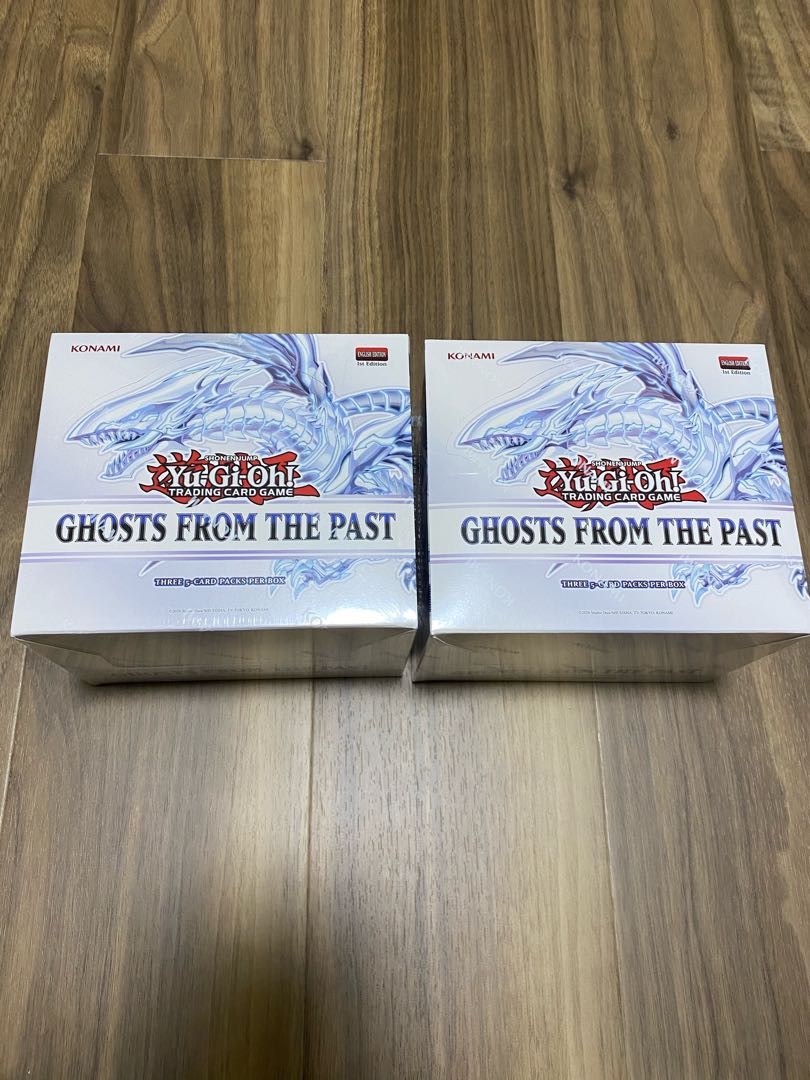 KONAMI
ENGLISH EDITION
1st Edition
SHONEN JUMP
Yu-Gi-Oh!
TRADING CARD GAME
GHOSTS FROM THE PAST
THREE 5-CARD PACKS PER BOX
KONAMI
ENGLISH EDITION
1st Edition
SHONEN JUMP
Yu-Gi-Oh!
TRADING CARD GAME
GHOSTS FROM THE PAST
THREE 5-CARD PACKS PER BOX